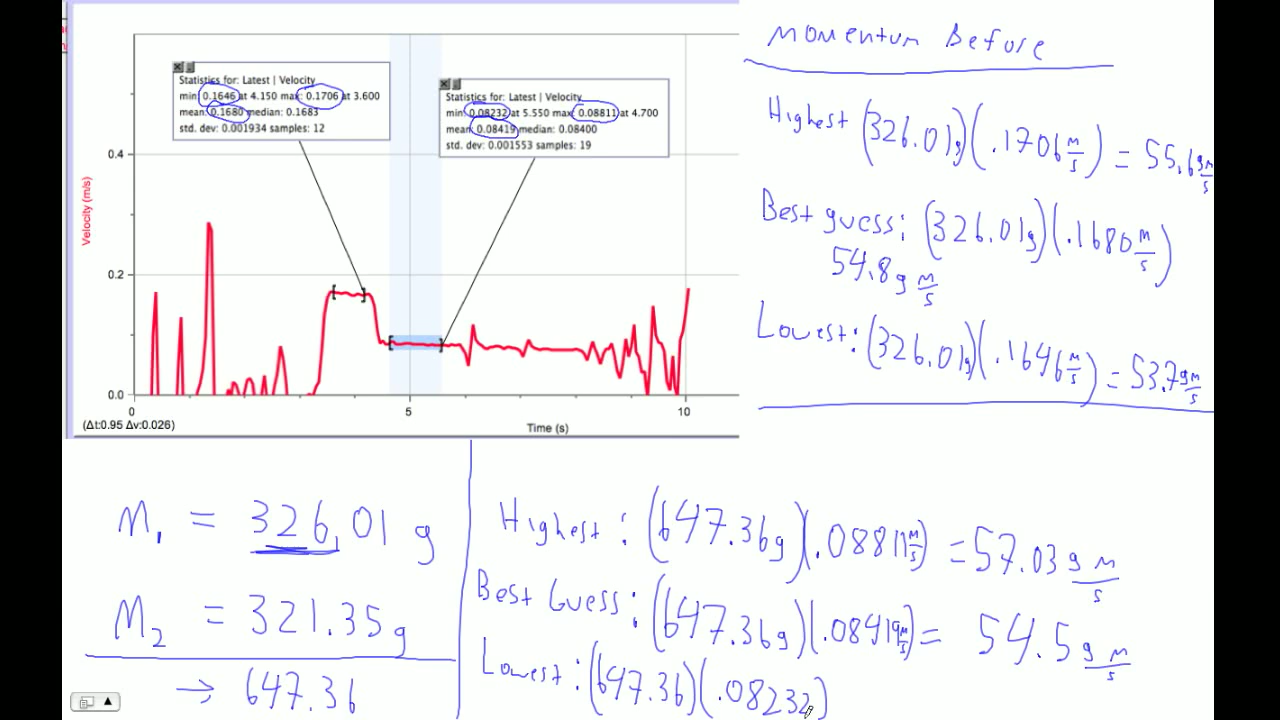 Statistics for: Latest | Velocity
min: 0.1646 at 4.150 max: 0.1706 at 3.600
mean: 0.1680 median: 0.1683
std. dev: 0.001934 samples: 12
Statistics for: Latest | Velocity
min: 0.08232 at 5.550 max: 0.08811 at 4.700
mean: 0.08419 median: 0.08400
std. dev: 0.001553 samples: 19
Velocity (m/s)
0.4
0.2
0.0
0 5 10
(Δt:0.95 Δv:0.026)
Time (s)
Momentum Before
Highest (326.01g)(.1706 m/s) = 55.6 g m/s
Best guess: (326.01g)(.1680 m/s)
54.8 g m/s
Lowest: (326.01g)(.1646 m/s) = 53.7 g m/s
M₁ = 326.01 g
M₂ = 321.35 g
→ 647.36
Highest: (647.36g)(.08811 m/s) = 57.03 g m/s
Best Guess: (647.36g)(.08419 m/s) = 54.5 g m/s
Lowest: (647.36)(.08232)